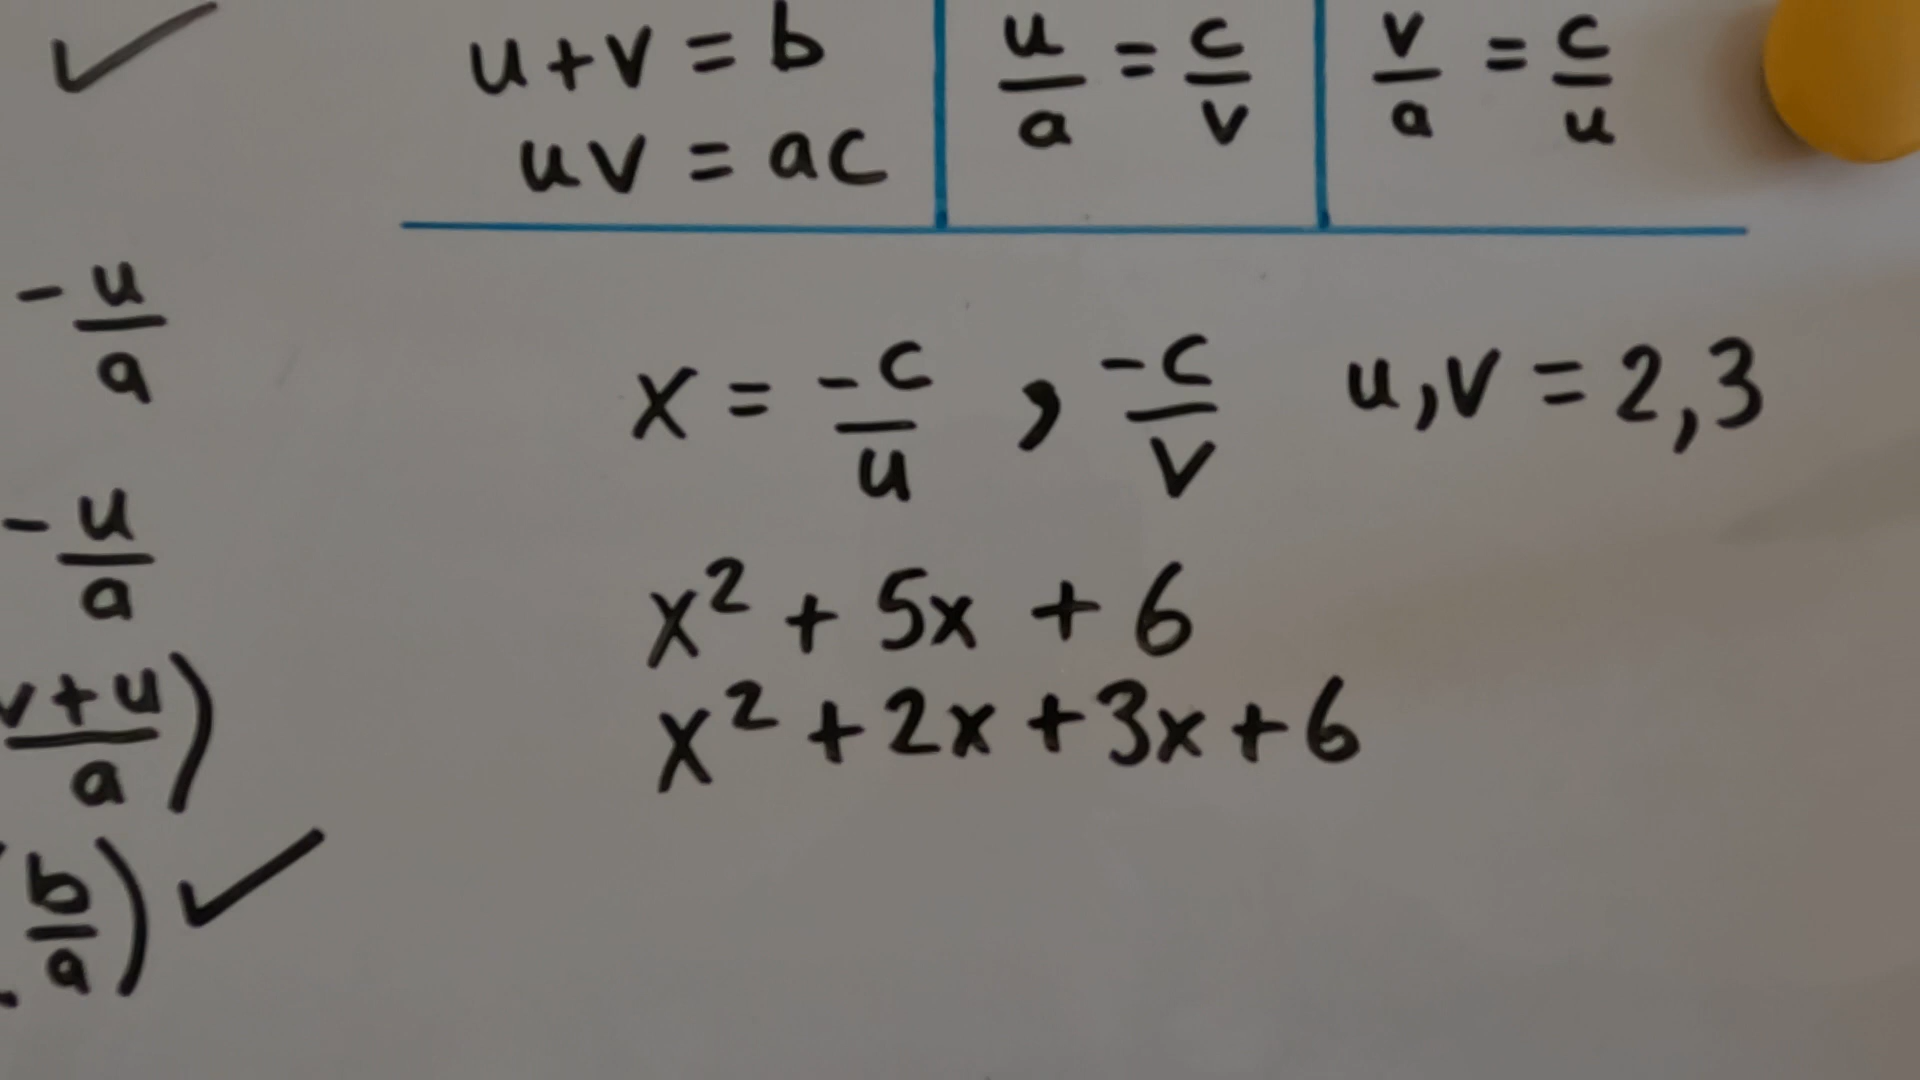 u+v = b
uv = ac
u/a = c/v
v/a = c/u
-u/a
x = -c/u , -c/v u,v = 2,3
-u/a
x² + 5x + 6
v+u/a)
x² + 2x + 3x + 6
b/a)